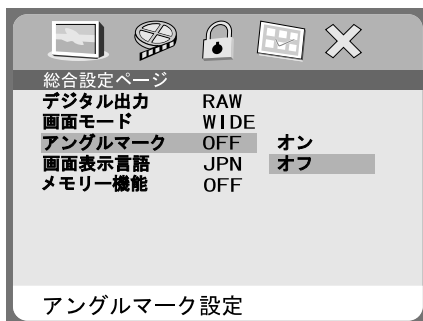 総合設定ページ
デジタル出力 RAW
画面モード WIDE
アングルマーク OFF オン
画面表示言語 JPN オフ
メモリー機能 OFF
アングルマーク設定